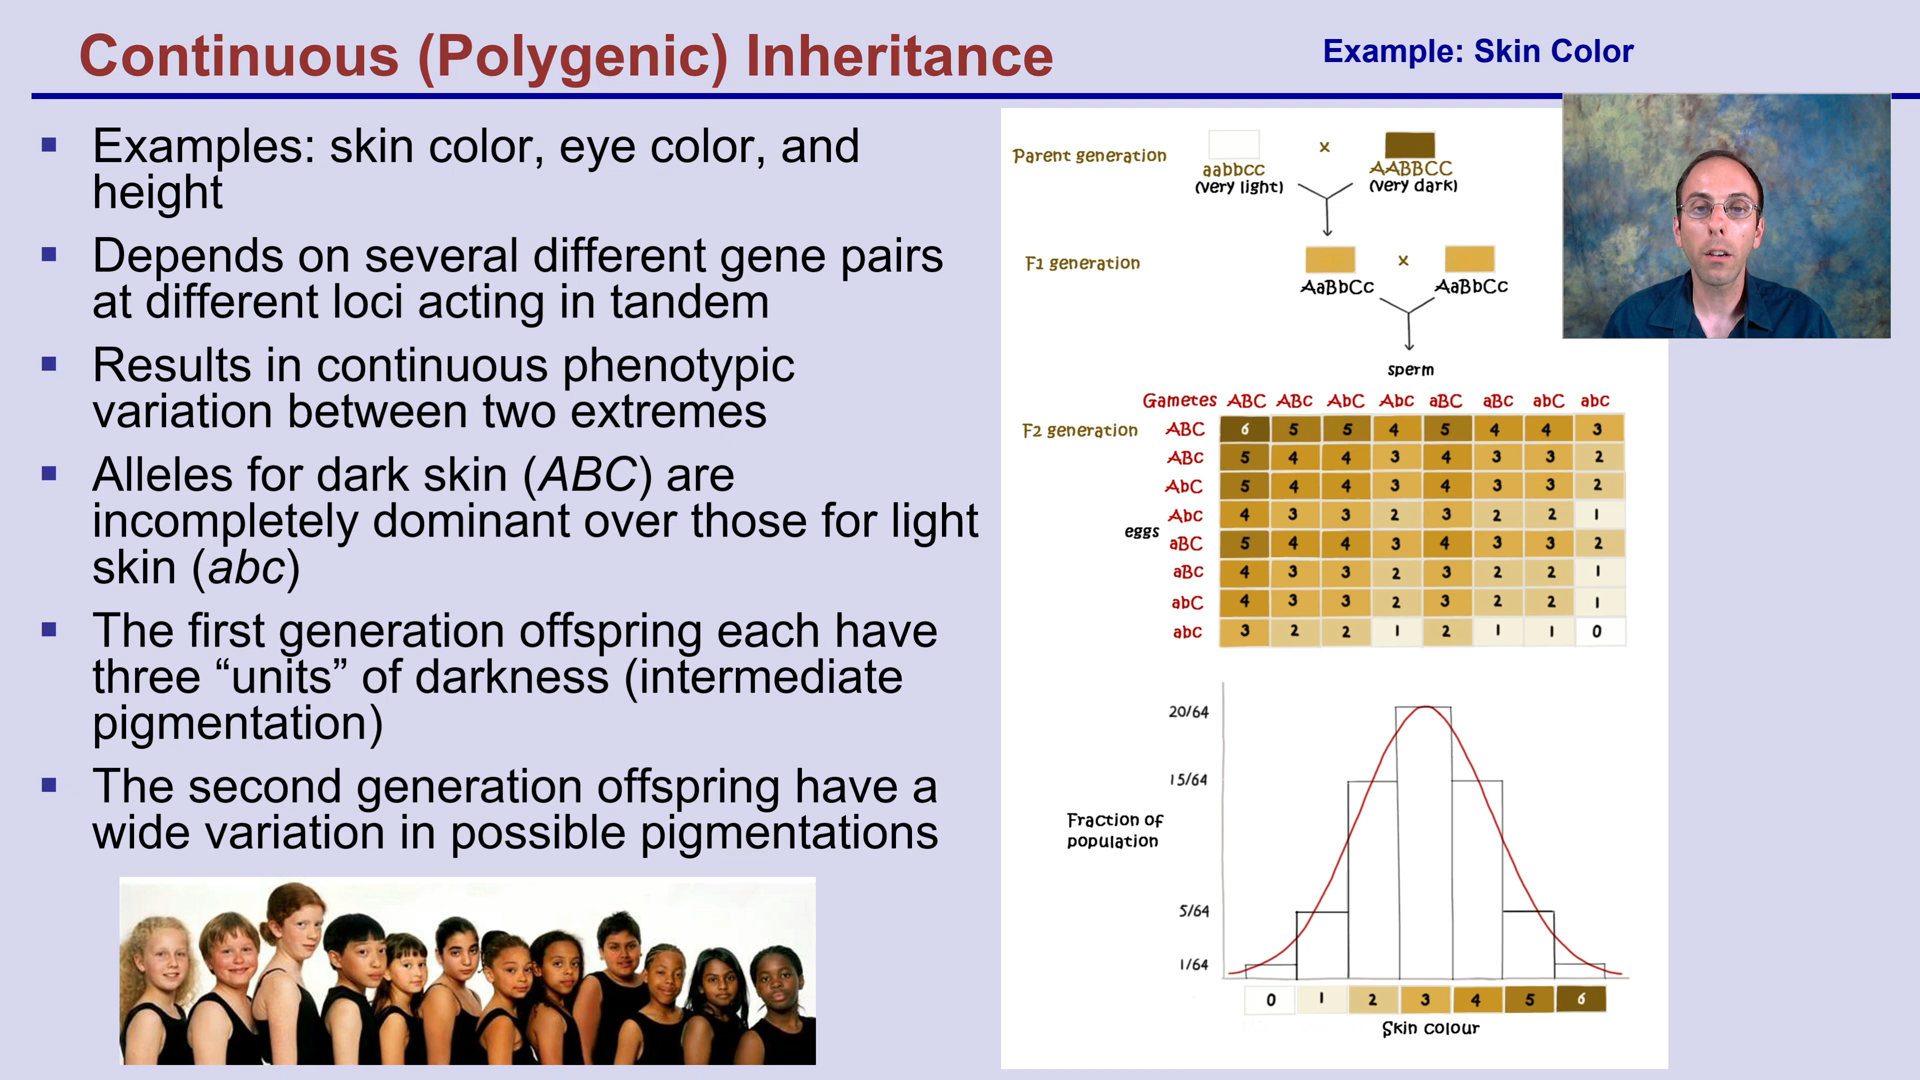 Continuous (Polygenic) Inheritance
Example: Skin Color
Examples: skin color, eye color, and
height
Depends on several different gene pairs
at different loci acting in tandem
Results in continuous phenotypic
variation between two extremes
Alleles for dark skin (ABC) are
incompletely dominant over those for light
skin (abc)
The first generation offspring each have
three “units” of darkness (intermediate
pigmentation)
The second generation offspring have a
wide variation in possible pigmentations
Parent generation x
aabbcc AABBCC
(very light) (very dark)
F1 generation x
AaBbCc AaBbCc
sperm
Gametes ABC ABc AbC Abc aBC aBc abC abc
F2 generation ABC 6 5 5 4 5 4 4 3
ABc 5 4 4 3 4 3 3 2
AbC 5 4 4 3 4 3 3 2
Abc 4 3 3 2 3 2 2 1
eggs
aBC 5 4 4 3 4 3 3 2
aBc 4 3 3 2 3 2 2 1
abC 4 3 3 2 3 2 2 1
abc 3 2 2 1 2 1 1 0
20/64
15/64
Fraction of
population
5/64
1/64
0 1 2 3 4 5 6
Skin colour